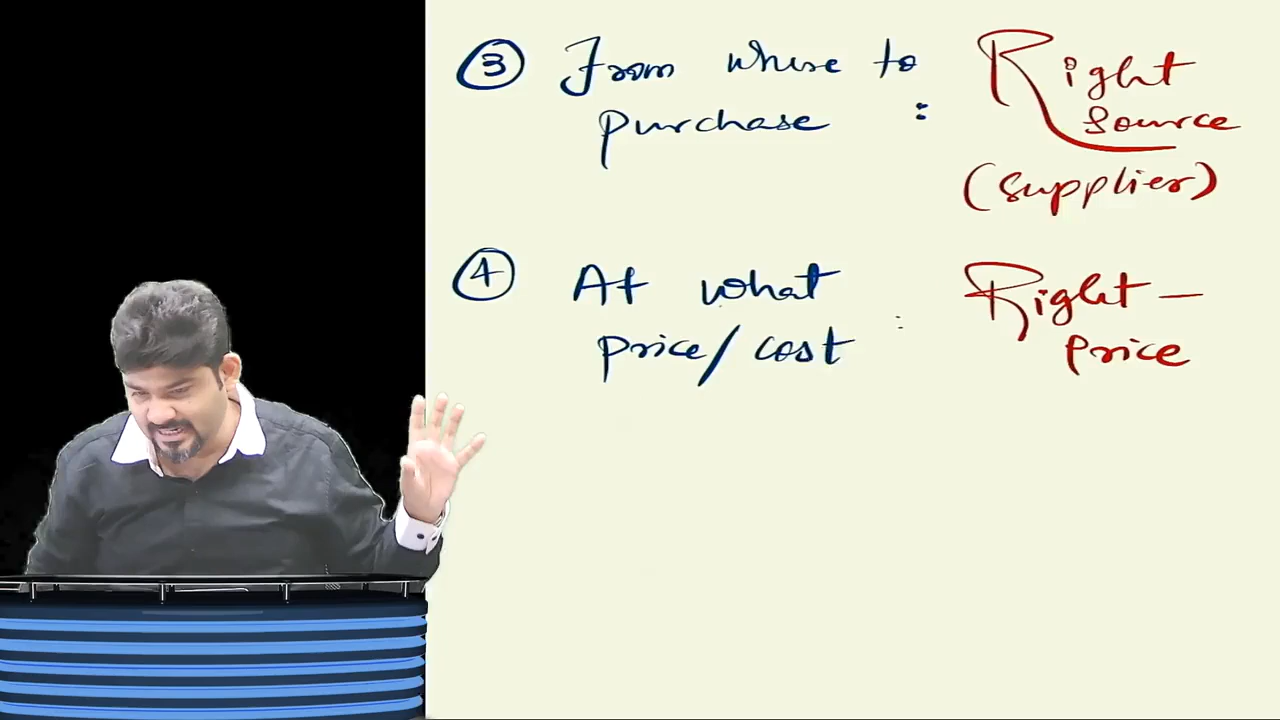 ③ From where to Right
purchase : source
(supplier)
④ At what Right –
price/cost : price